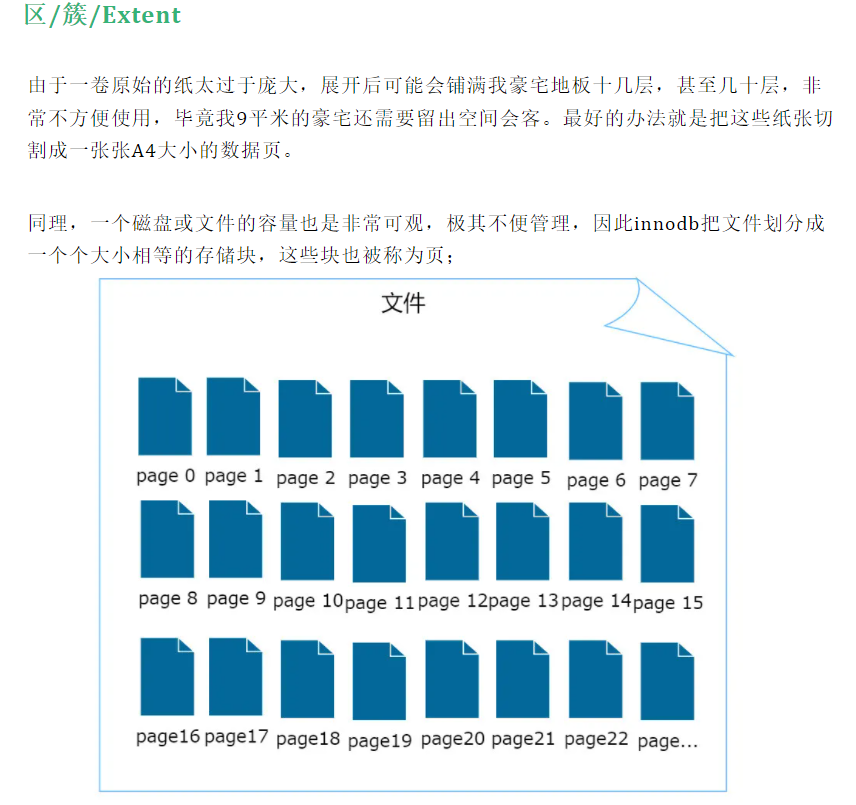 区/簇/Extent
由于一卷原始的纸太过于庞大，展开后可能会铺满我豪宅地板十几层，甚至几十层，非
常不方便使用，毕竟我9平米的豪宅还需要留出空间会客。最好的办法就是把这些纸张切
割成一张张A4大小的数据页。
同理，一个磁盘或文件的容量也是非常可观，极其不便管理，因此innodb把文件划分成
一个个大小相等的存储块，这些块也被称为页；
文件
page 0 page 1 page 2 page 3 page 4 page 5 page 6 page 7
page 8 page 9 page 10 page 11 page 12 page 13 page 14 page 15
page16 page17 page18 page19 page20 page21 page22 page...